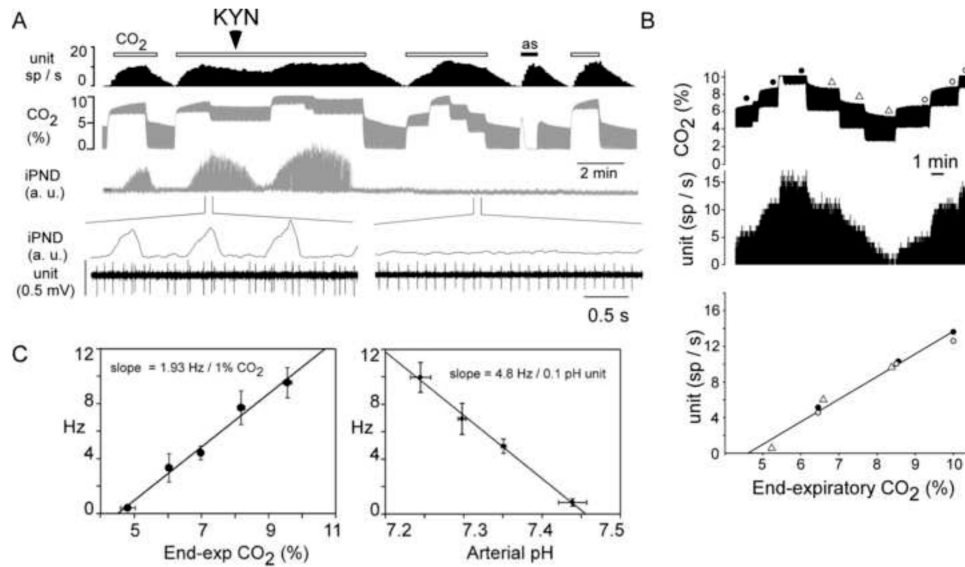 A
KYN
CO2
as
unit
sp / s
20
10
0
CO2
(%)
10
0
2 min
iPND
(a. u.)
iPND
(a. u.)
unit
(0.5 mV)
0.5 s
B
CO2 (%)
10
8
6
4
2
0
1 min
unit (sp / s)
15
10
5
0
unit (sp / s)
16
12
8
4
0
5 6 7 8 9 10
End-expiratory CO2 (%)
C
slope = 1.93 Hz / 1% CO2
Hz
12
8
4
0
5 7 9 11
End-exp CO2 (%)
slope = 4.8 Hz / 0.1 pH unit
Hz
12
8
4
0
7.2 7.3 7.4 7.5
Arterial pH